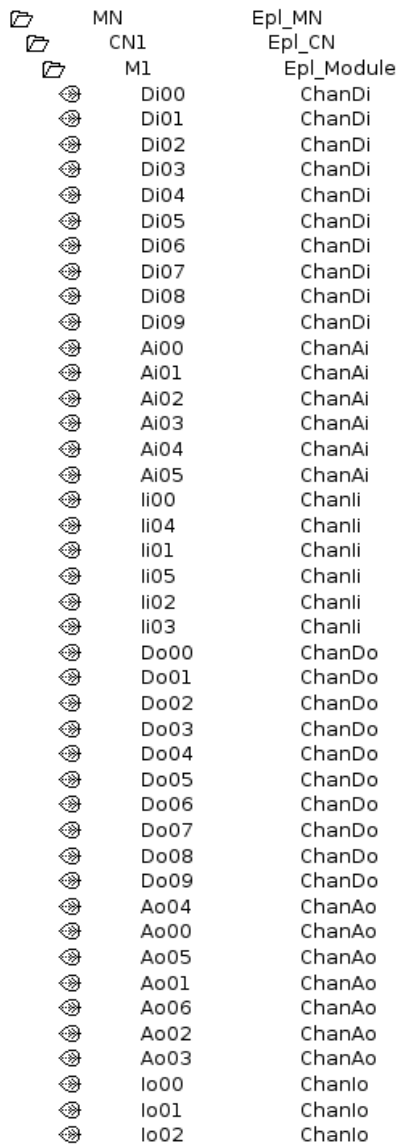 MN Epl_MN
CN1 Epl_CN
M1 Epl_Module
Di00 ChanDi
Di01 ChanDi
Di02 ChanDi
Di03 ChanDi
Di04 ChanDi
Di05 ChanDi
Di06 ChanDi
Di07 ChanDi
Di08 ChanDi
Di09 ChanDi
Ai00 ChanAi
Ai01 ChanAi
Ai02 ChanAi
Ai03 ChanAi
Ai04 ChanAi
Ai05 ChanAi
Ii00 ChanIi
Ii04 ChanIi
Ii01 ChanIi
Ii05 ChanIi
Ii02 ChanIi
Ii03 ChanIi
Do00 ChanDo
Do01 ChanDo
Do02 ChanDo
Do03 ChanDo
Do04 ChanDo
Do05 ChanDo
Do06 ChanDo
Do07 ChanDo
Do08 ChanDo
Do09 ChanDo
Ao04 ChanAo
Ao00 ChanAo
Ao05 ChanAo
Ao01 ChanAo
Ao06 ChanAo
Ao02 ChanAo
Ao03 ChanAo
Io00 ChanIo
Io01 ChanIo
Io02 ChanIo